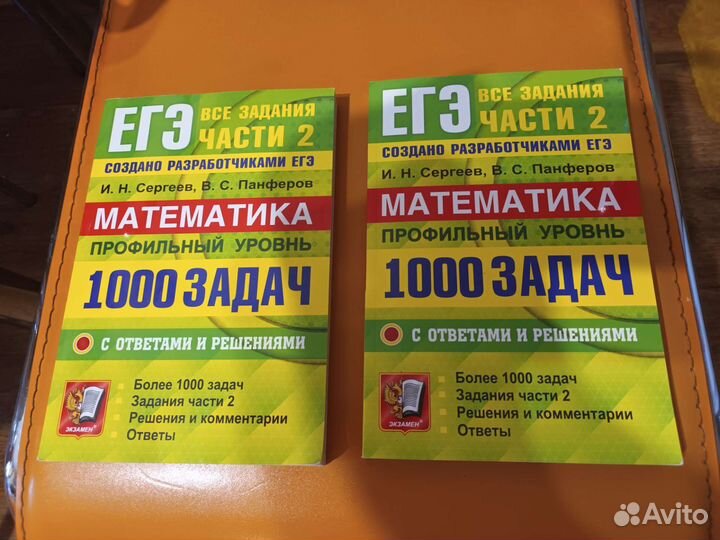 ЕГЭ ВСЕ ЗАДАНИЯ
ЧАСТИ 2
СОЗДАНО РАЗРАБОТЧИКАМИ ЕГЭ
И. Н. Сергеев, В. С. Панферов
МАТЕМАТИКА
ПРОФИЛЬНЫЙ УРОВНЬ
1000 ЗАДАЧ
С ОТВЕТАМИ И РЕШЕНИЯМИ
Более 1000 задач
Задания части 2
Решения и комментарии
Ответы
ЭКЗАМЕН®
ЕГЭ ВСЕ ЗАДАНИЯ
ЧАСТИ 2
СОЗДАНО РАЗРАБОТЧИКАМИ ЕГЭ
И. Н. Сергеев, В. С. Панферов
МАТЕМАТИКА
ПРОФИЛЬНЫЙ УРОВНЬ
1000 ЗАДАЧ
С ОТВЕТАМИ И РЕШЕНИЯМИ
Более 1000 задач
Задания части 2
Решения и комментарии
Ответы
ЭКЗАМЕН®
Avito